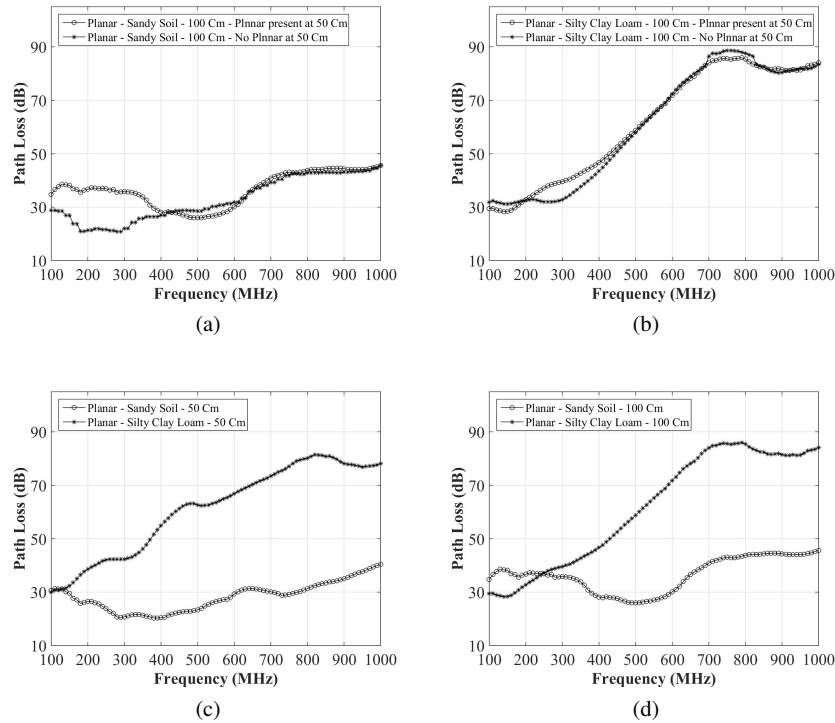 Planar - Sandy Soil - 100 Cm - Plnnar present at 50 Cm
Planar - Sandy Soil - 100 Cm - No Plnnar at 50 Cm
Path Loss (dB)
90
70
50
30
10
100 200 300 400 500 600 700 800 900 1000
Frequency (MHz)
(a)
Planar - Silty Clay Loam - 100 Cm - Plnnar present at 50 Cm
Planar - Silty Clay Loam - 100 Cm - No Plnnar at 50 Cm
Path Loss (dB)
90
70
50
30
10
100 200 300 400 500 600 700 800 900 1000
Frequency (MHz)
(b)
Planar - Sandy Soil - 50 Cm
Planar - Silty Clay Loam - 50 Cm
Path Loss (dB)
90
70
50
30
10
100 200 300 400 500 600 700 800 900 1000
Frequency (MHz)
(c)
Planar - Sandy Soil - 100 Cm
Planar - Silty Clay Loam - 100 Cm
Path Loss (dB)
90
70
50
30
10
100 200 300 400 500 600 700 800 900 1000
Frequency (MHz)
(d)